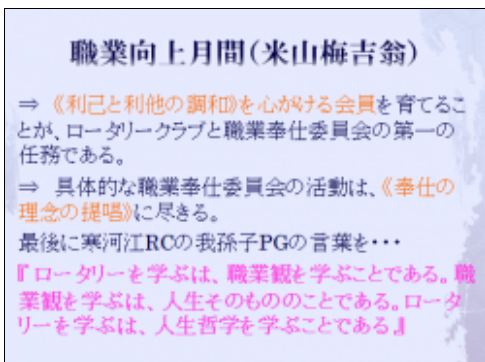 職業向上月間（米山梅吉翁）
⇒ 《利己と利他の調和》を心がける会員を育てるこ
とが、ロータリークラブと職業奉仕委員会の第一の
任務である。
⇒ 具体的な職業奉仕委員会の活動は、《奉仕の
理念の提唱》に尽きる。
最後に寒河江RCの我孫子PGの言葉を・・・
『ロータリーを学ぶは、職業観を学ぶことである。職
業観を学ぶは、人生そのもののことである。ロータ
リーを学ぶは、人生哲学を学ぶことである』